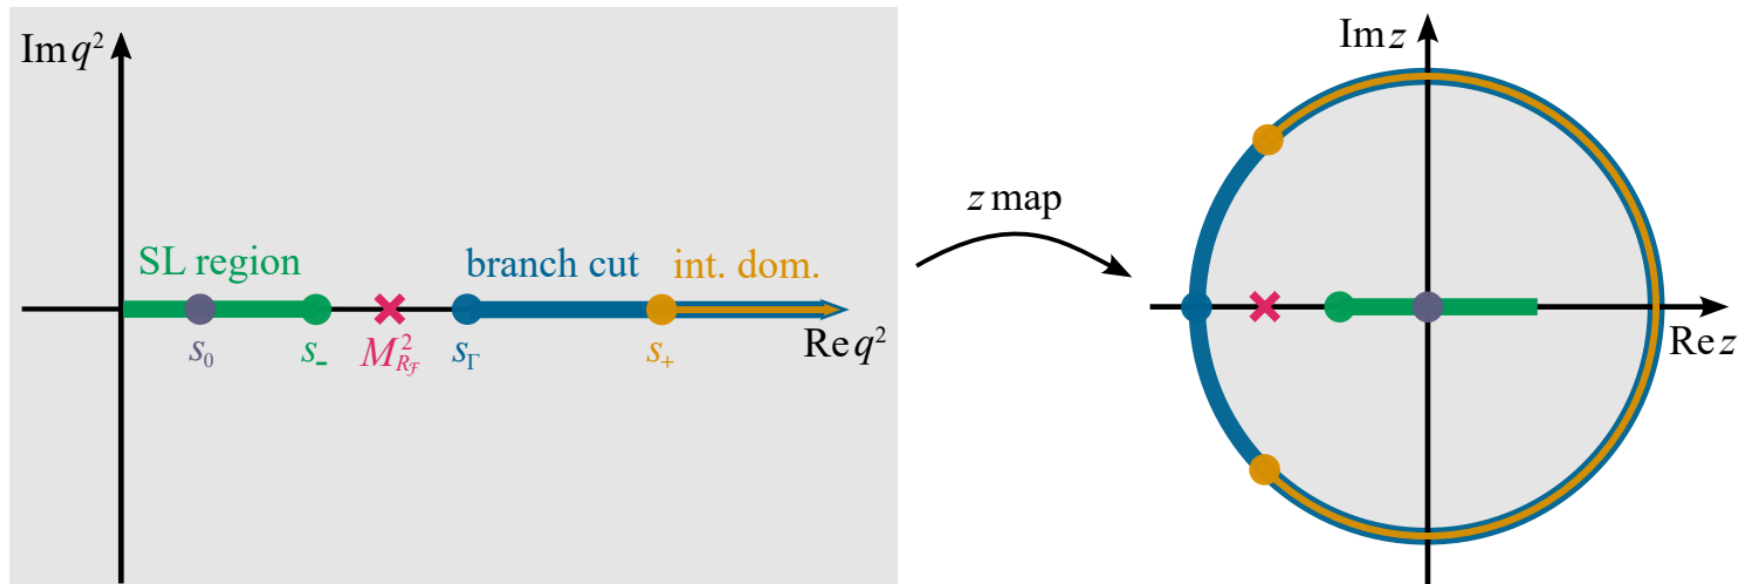 Im q²
SL region
branch cut
int. dom.
s₀
s₋
M²_{R_ℱ}
s_Γ
s₊
Re q²
z map
Im z
Re z